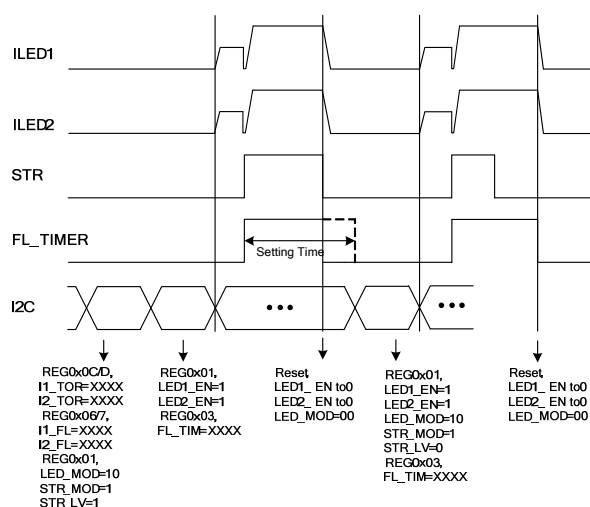 ILED1
ILED2
STR
FL_TIMER
Setting Time
I2C
REG0x0C/D,
I1_TOR=XXXX
I2_TOR=XXXX
REG0x06/7,
I1_FL=XXXX
I2_FL=XXXX
REG0x01,
LED_MOD=10
STR_MOD=1
STR_LV=1
REG0x01,
LED1_EN=1
LED2_EN=1
REG0x03,
FL_TIM=XXXX
Reset,
LED1_ EN to0
LED2_ EN to0
LED_MOD=00
REG0x01,
LED1_EN=1
LED2_EN=1
LED_MOD=10
STR_MOD=1
STR_LV=0
REG0x03,
FL_TIM=XXXX
Reset,
LED1_ EN to0
LED2_ EN to0
LED_MOD=00